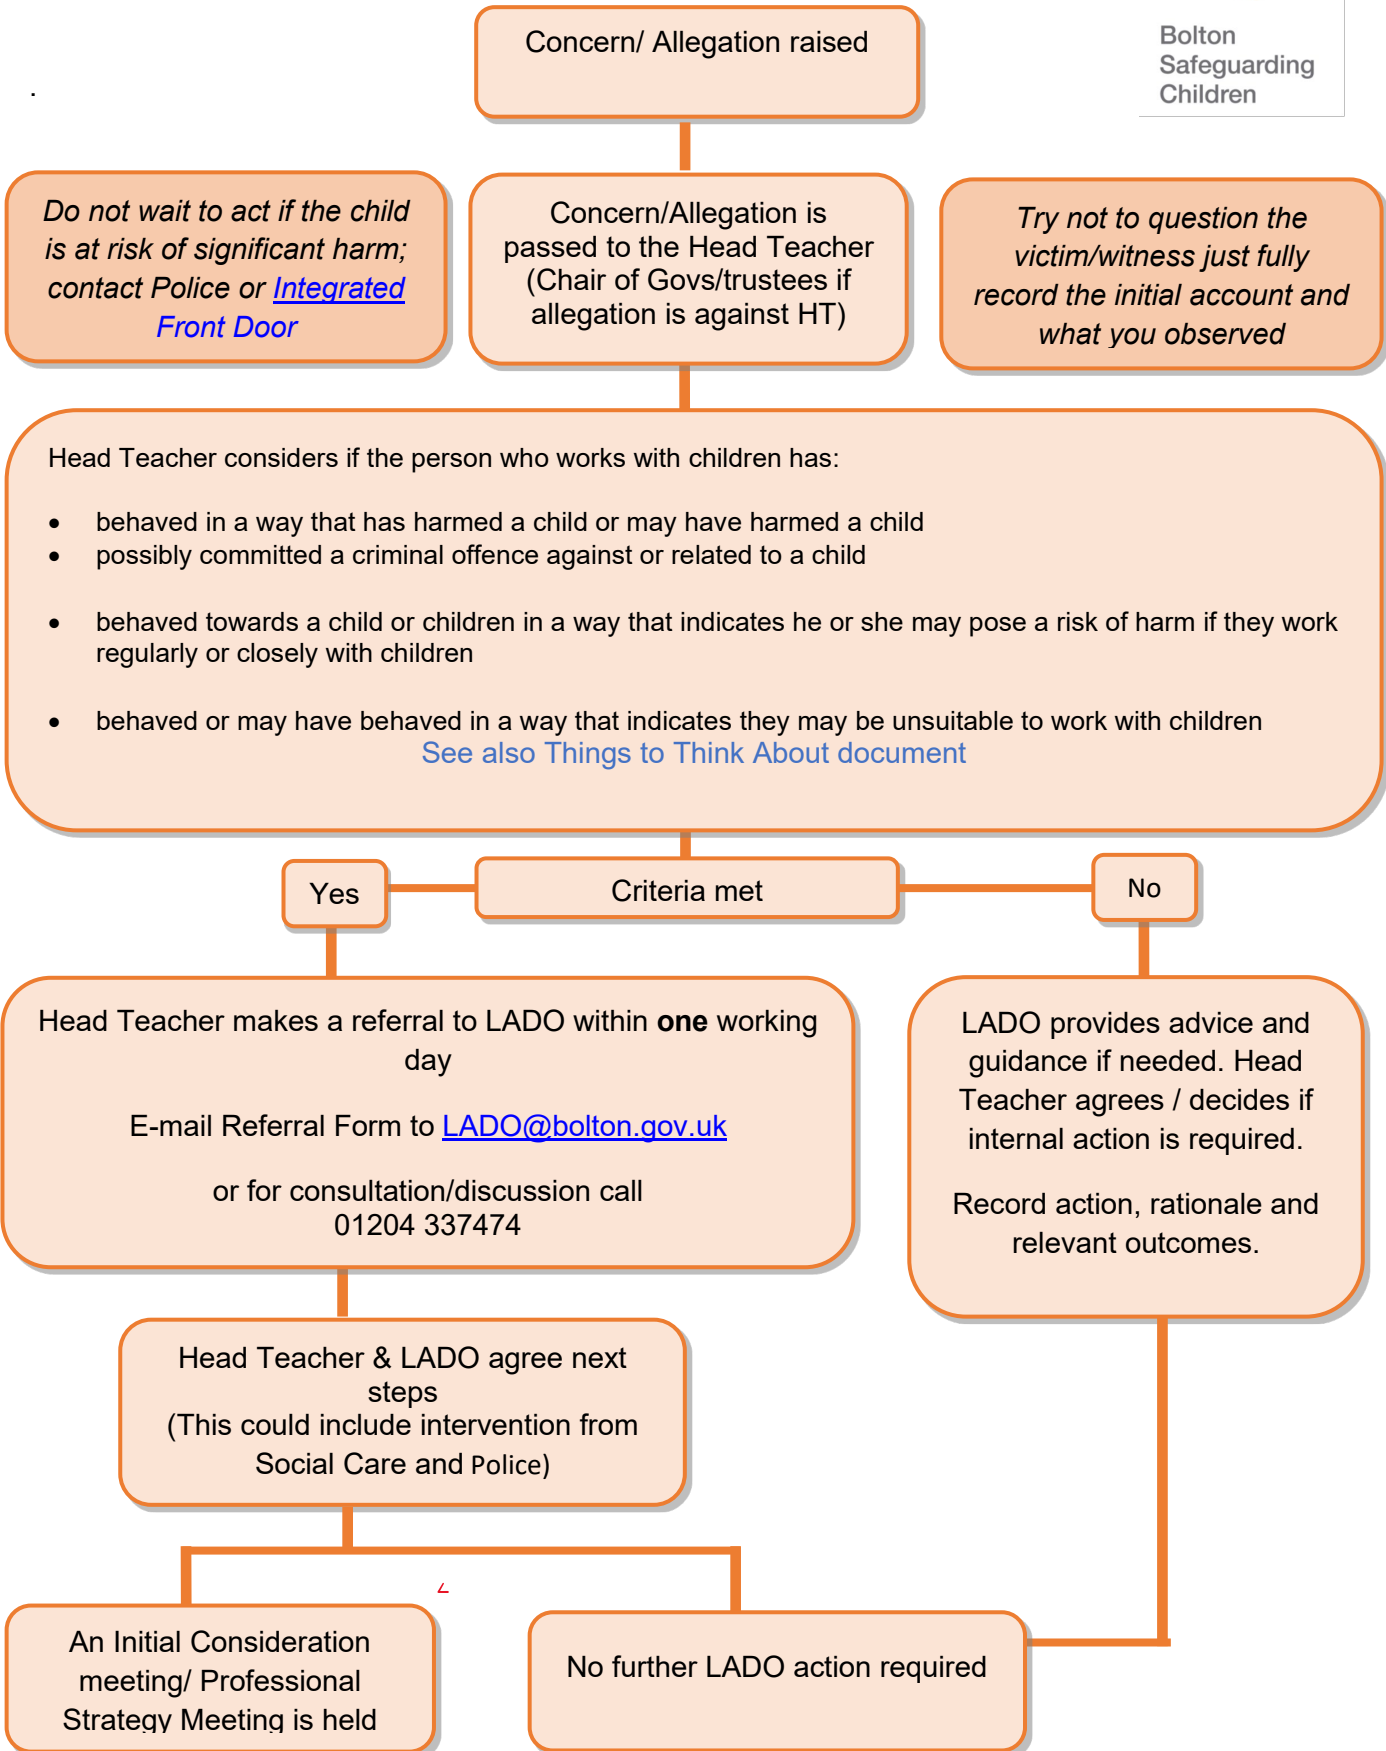 Concern/ Allegation raised
Bolton
Safeguarding
Children
.
Do not wait to act if the child
is at risk of significant harm;
contact Police or Integrated
Front Door
Concern/Allegation is
passed to the Head Teacher
(Chair of Govs/trustees if
allegation is against HT)
Try not to question the
victim/witness just fully
record the initial account and
what you observed
Head Teacher considers if the person who works with children has:
• behaved in a way that has harmed a child or may have harmed a child
• possibly committed a criminal offence against or related to a child
• behaved towards a child or children in a way that indicates he or she may pose a risk of harm if they work
regularly or closely with children
• behaved or may have behaved in a way that indicates they may be unsuitable to work with children
See also Things to Think About document
Yes
Criteria met
No
Head Teacher makes a referral to LADO within one working
day
E-mail Referral Form to LADO@bolton.gov.uk
or for consultation/discussion call
01204 337474
LADO provides advice and
guidance if needed. Head
Teacher agrees / decides if
internal action is required.
Record action, rationale and
relevant outcomes.
Head Teacher & LADO agree next
steps
(This could include intervention from
Social Care and Police)
An Initial Consideration
meeting/ Professional
Strategy Meeting is held
No further LADO action required